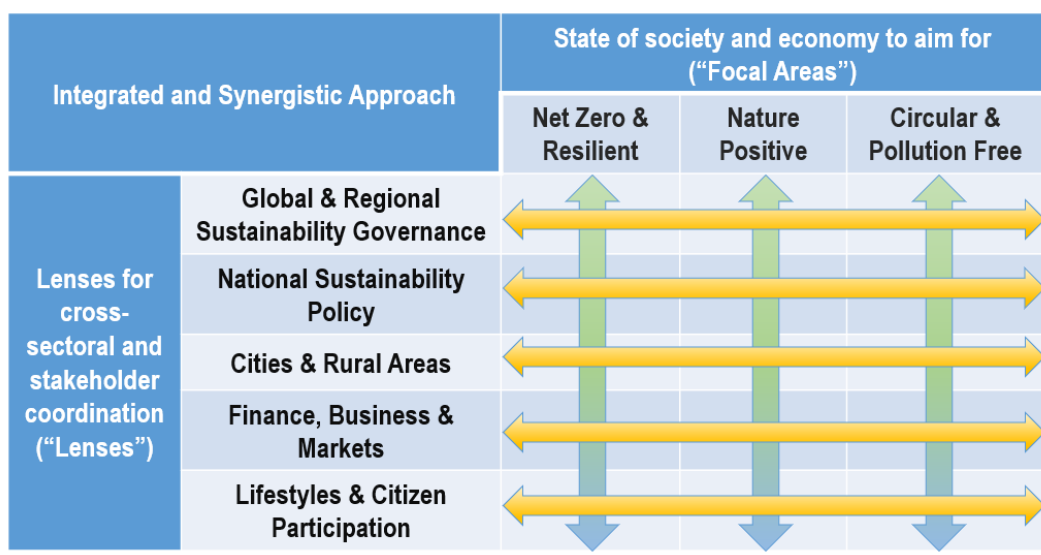 Integrated and Synergistic Approach
State of society and economy to aim for
(“Focal Areas”)
Net Zero &
Resilient
Nature
Positive
Circular &
Pollution Free
Lenses for
cross-
sectoral and
stakeholder
coordination
(“Lenses”)
Global & Regional
Sustainability Governance
National Sustainability
Policy
Cities & Rural Areas
Finance, Business &
Markets
Lifestyles & Citizen
Participation